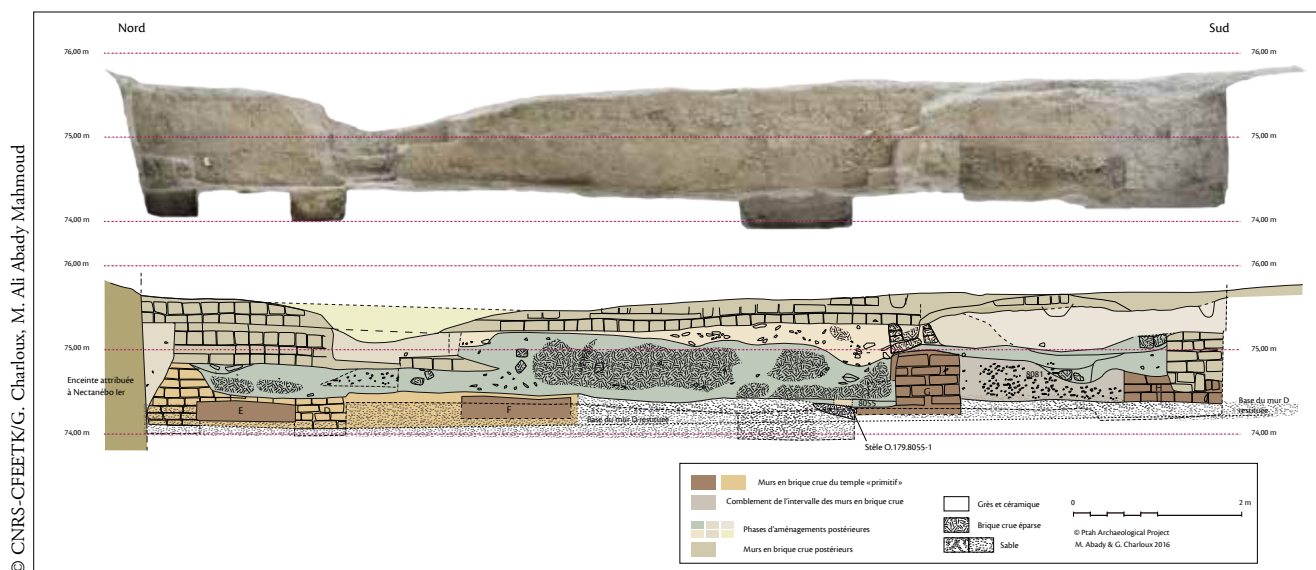 © CNRS-CFEETK/G. Charloux, M. Ali Abady Mahmoud
Nord
Sud
76,00 m
76,00 m
75,00 m
75,00 m
74,00 m
74,00 m
76,00 m
76,00 m
75,00 m
75,00 m
Enceinte attribuée
à Nectanébo Ier
E
D
F
G
H
8081
8055
Base du mur D restituée
Base du mur D
restituée
74,00 m
74,00 m
Stèle O.179.8055-1
Murs en brique crue du temple « primitif »
Comblement de l'intervalle des murs en brique crue
Phases d'aménagements postérieures
Murs en brique crue postérieurs
Grès et céramique
Brique crue éparse
Sable
0
2 m
© Ptah Archaeological Project
M. Abady & G. Charloux 2016